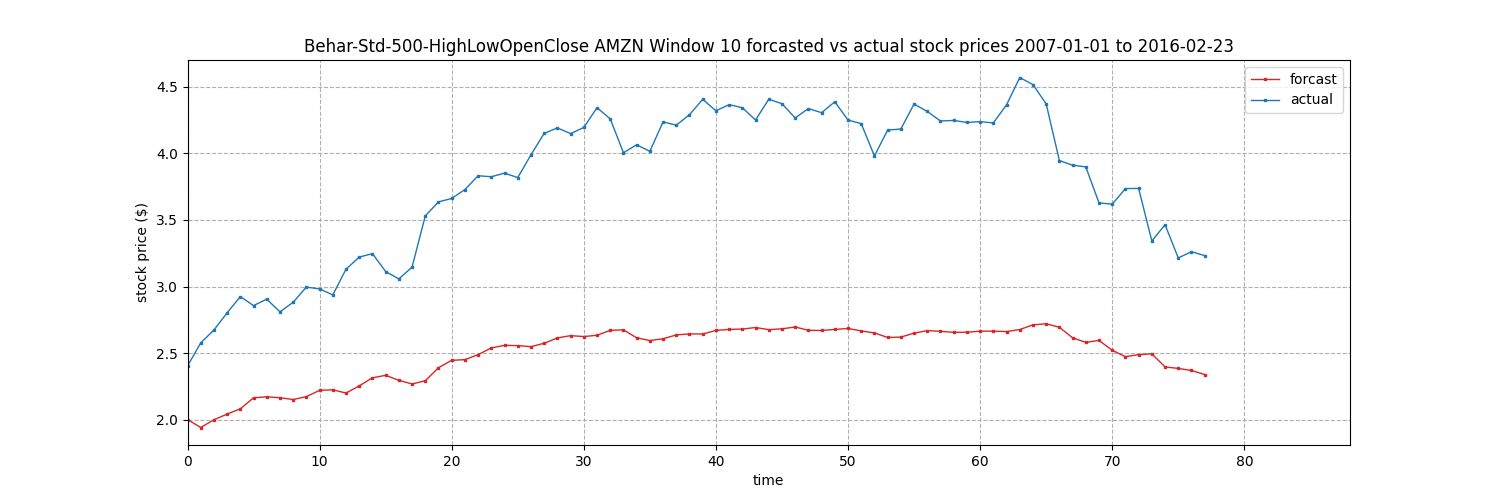 Behar-Std-500-HighLowOpenClose AMZN Window 10 forcasted vs actual stock prices 2007-01-01 to 2016-02-23
forcast
actual
4.5
4.0
3.5
3.0
2.5
2.0
stock price ($)
0 10 20 30 40 50 60 70 80
time